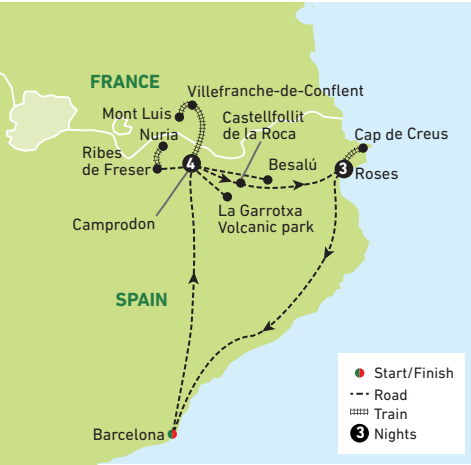 FRANCE
Villefranche-de-Conflent
Mont Luis
Castellfollit
de la Roca
Nuria
Cap de Creus
Ribes
de Freser
4
Besalú
3
Roses
La Garrotxa
Volcanic park
Camprodon
SPAIN
Barcelona
Start/Finish
Road
Train
3 Nights